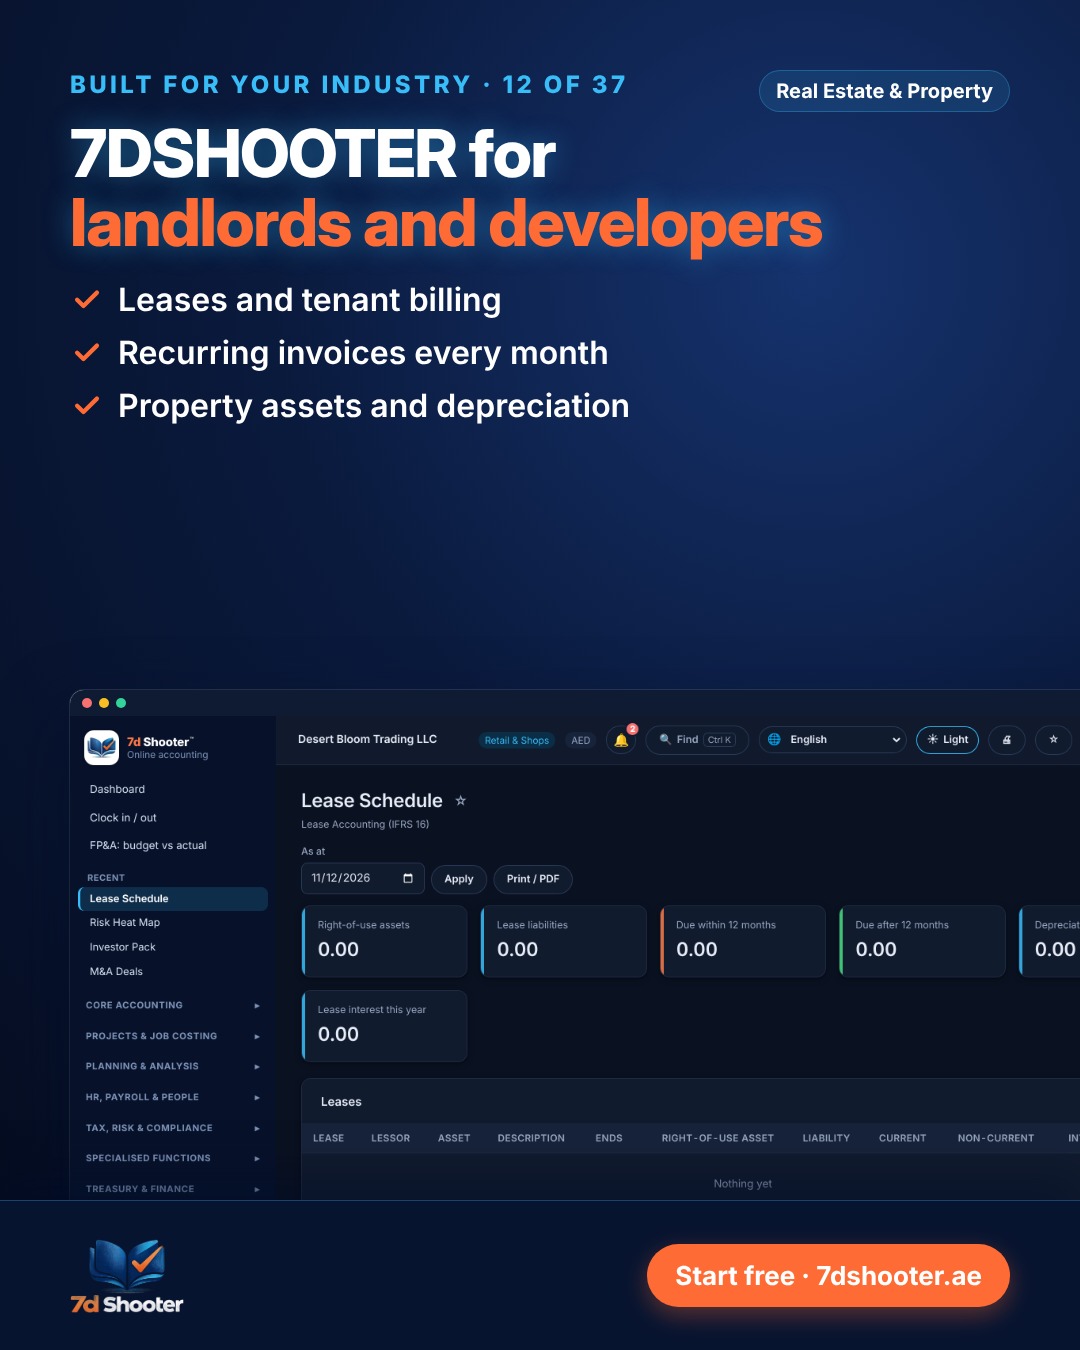 BUILT FOR YOUR INDUSTRY · 12 OF 37
Real Estate & Property
7DSHOOTER for
landlords and developers
Leases and tenant billing
Recurring invoices every month
Property assets and depreciation
7d Shooter™
Online accounting
Desert Bloom Trading LLC
Retail & Shops
AED
2
Find Ctrl K
English
Light
Dashboard
Clock in / out
FP&A: budget vs actual
RECENT
Lease Schedule
Risk Heat Map
Investor Pack
M&A Deals
CORE ACCOUNTING
PROJECTS & JOB COSTING
PLANNING & ANALYSIS
HR, PAYROLL & PEOPLE
TAX, RISK & COMPLIANCE
SPECIALISED FUNCTIONS
TREASURY & FINANCE
Lease Schedule
Lease Accounting (IFRS 16)
As at
11/12/2026
Apply
Print / PDF
Right-of-use assets
0.00
Lease liabilities
0.00
Due within 12 months
0.00
Due after 12 months
0.00
Depreciat
0.00
Lease interest this year
0.00
Leases
LEASE LESSOR ASSET DESCRIPTION ENDS RIGHT-OF-USE ASSET LIABILITY CURRENT NON-CURRENT IN
Nothing yet
7d Shooter
Start free · 7dshooter.ae